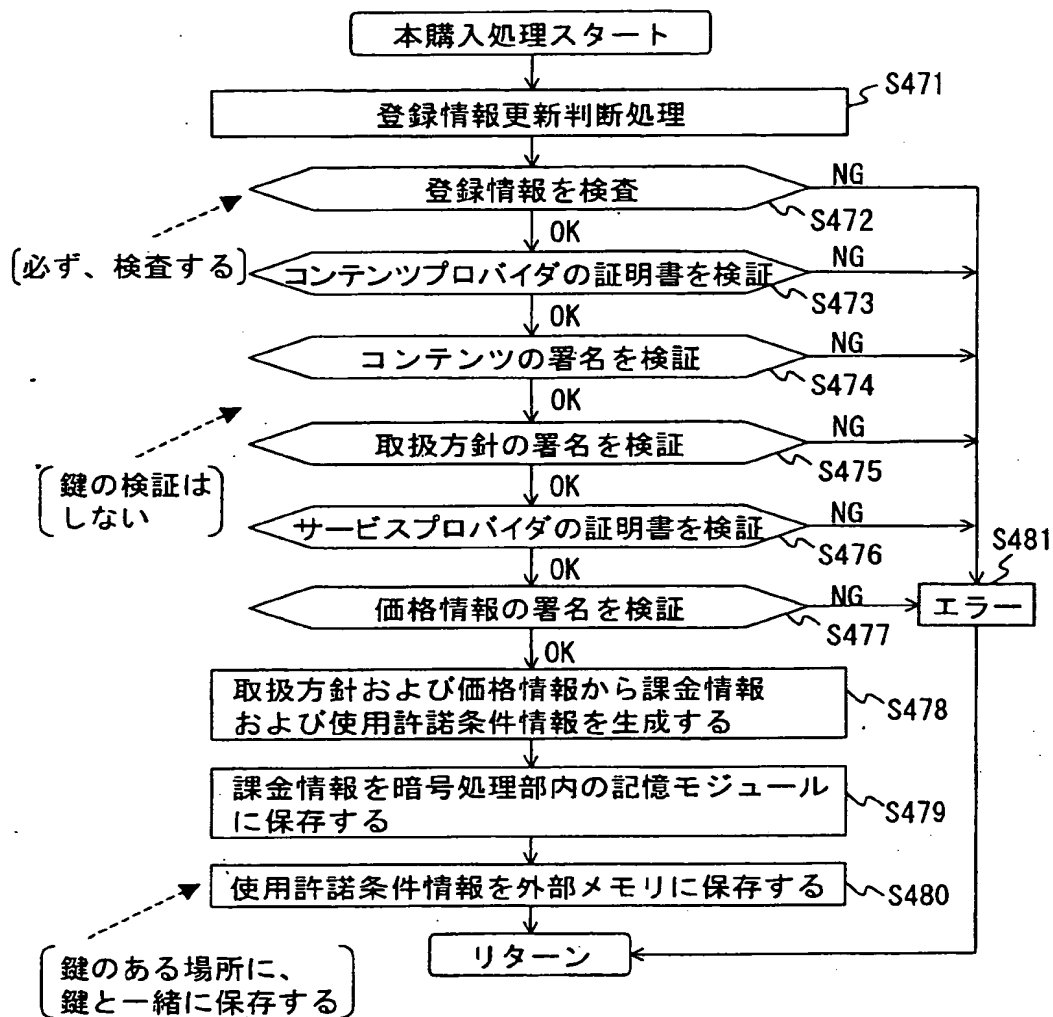 本購入処理スタート
S471
登録情報更新判断処理
登録情報を検査
NG
S472
OK
(必ず、検査する)
コンテンツプロバイダの証明書を検証
NG
S473
OK
コンテンツの署名を検証
NG
S474
OK
取扱方針の署名を検証
NG
S475
OK
(鍵の検証は
しない)
サービスプロバイダの証明書を検証
NG
S476
OK
S481
エラー
価格情報の署名を検証
NG
S477
OK
取扱方針および価格情報から課金情報
および使用許諾条件情報を生成する
S478
課金情報を暗号処理部内の記憶モジュール
に保存する
S479
使用許諾条件情報を外部メモリに保存する
S480
リターン
(鍵のある場所に、
鍵と一緒に保存する)